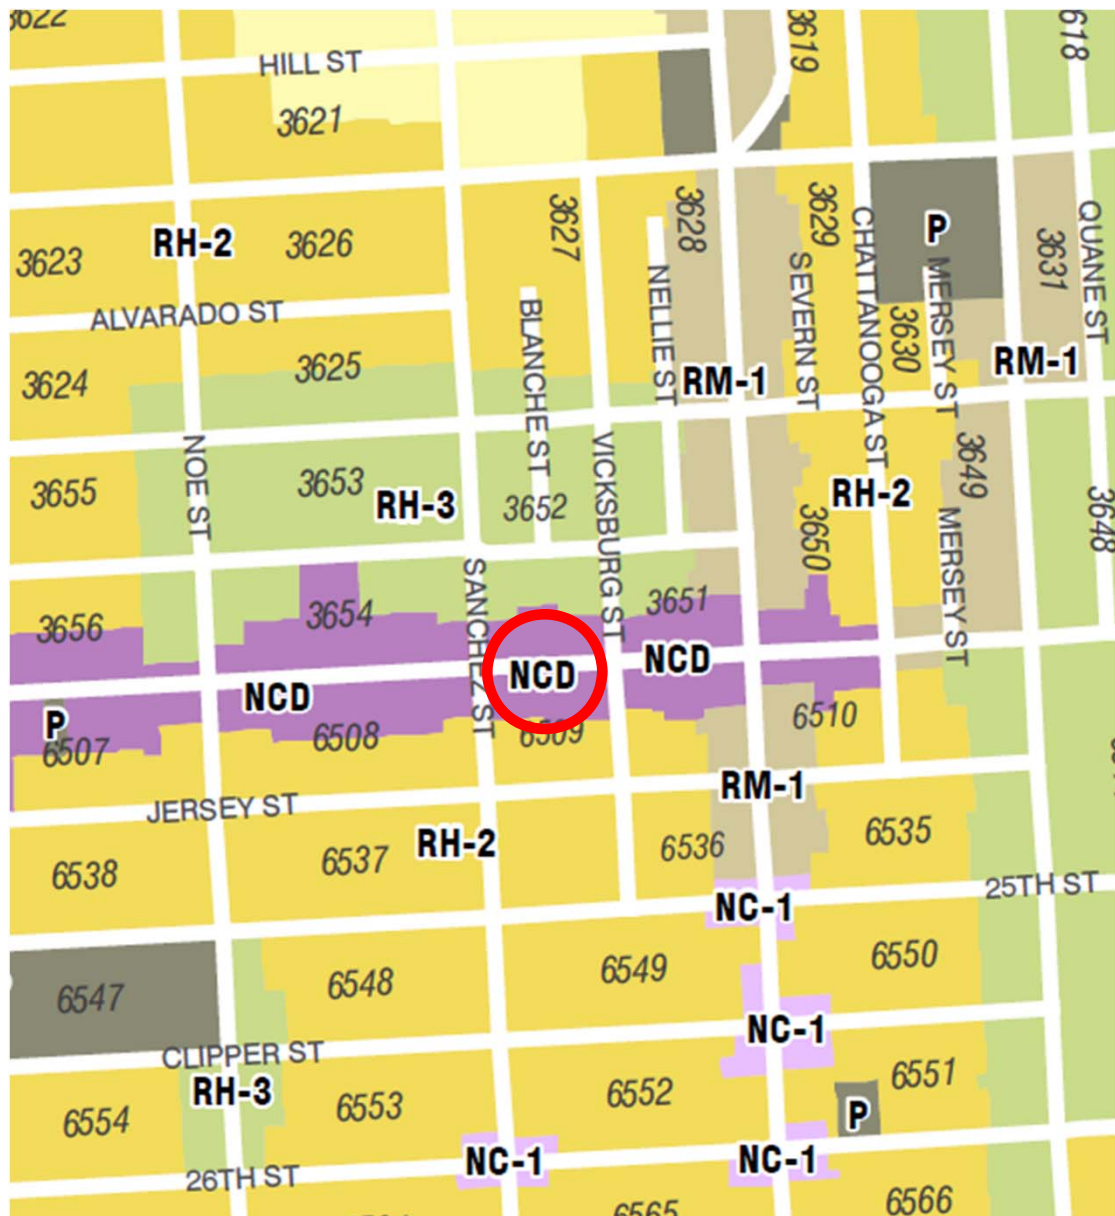 3622
3619
3618
HILL ST
3621
3623
RH-2
3626
3627
3628
3629
CHATTANOOGA ST
P
MERSEY ST
3631
QUANE ST
ALVARADO ST
BLANCHE ST
NELLIE ST
SEVERN ST
3630
3624
3625
RM-1
RM-1
NOE ST
3655
3653
RH-3
3652
VICKSBURG ST
RH-2
3649
3648
3650
MERSEY ST
3656
3654
SANCHEZ ST
3651
NCD
NCD
NCD
P
6507
6508
6509
6510
JERSEY ST
RM-1
6538
6537
RH-2
6536
6535
NC-1
25TH ST
6547
6548
6549
6550
CLIPPER ST
NC-1
RH-3
6554
6553
6552
6551
P
26TH ST
NC-1
NC-1
6565
6566